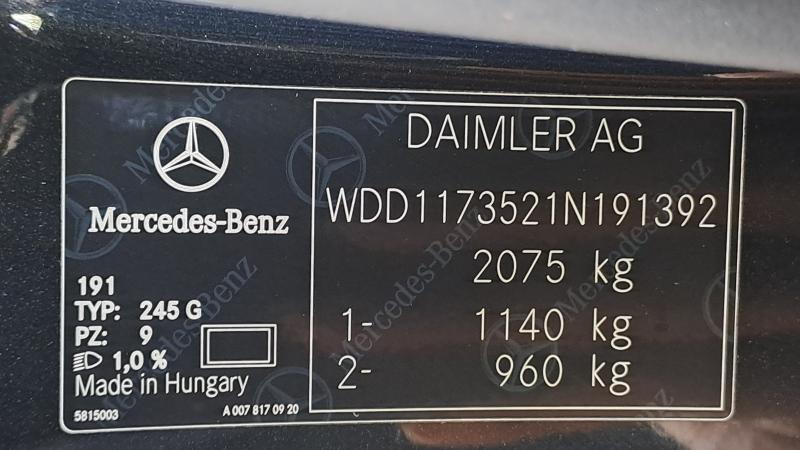 Mercedes-Benz
191
TYP: 245 G
PZ: 9
1,0 %
Made in Hungary
5815003
A 007 817 09 20
DAIMLER AG
WDD1173521N191392
2075 kg
1- 1140 kg
2- 960 kg